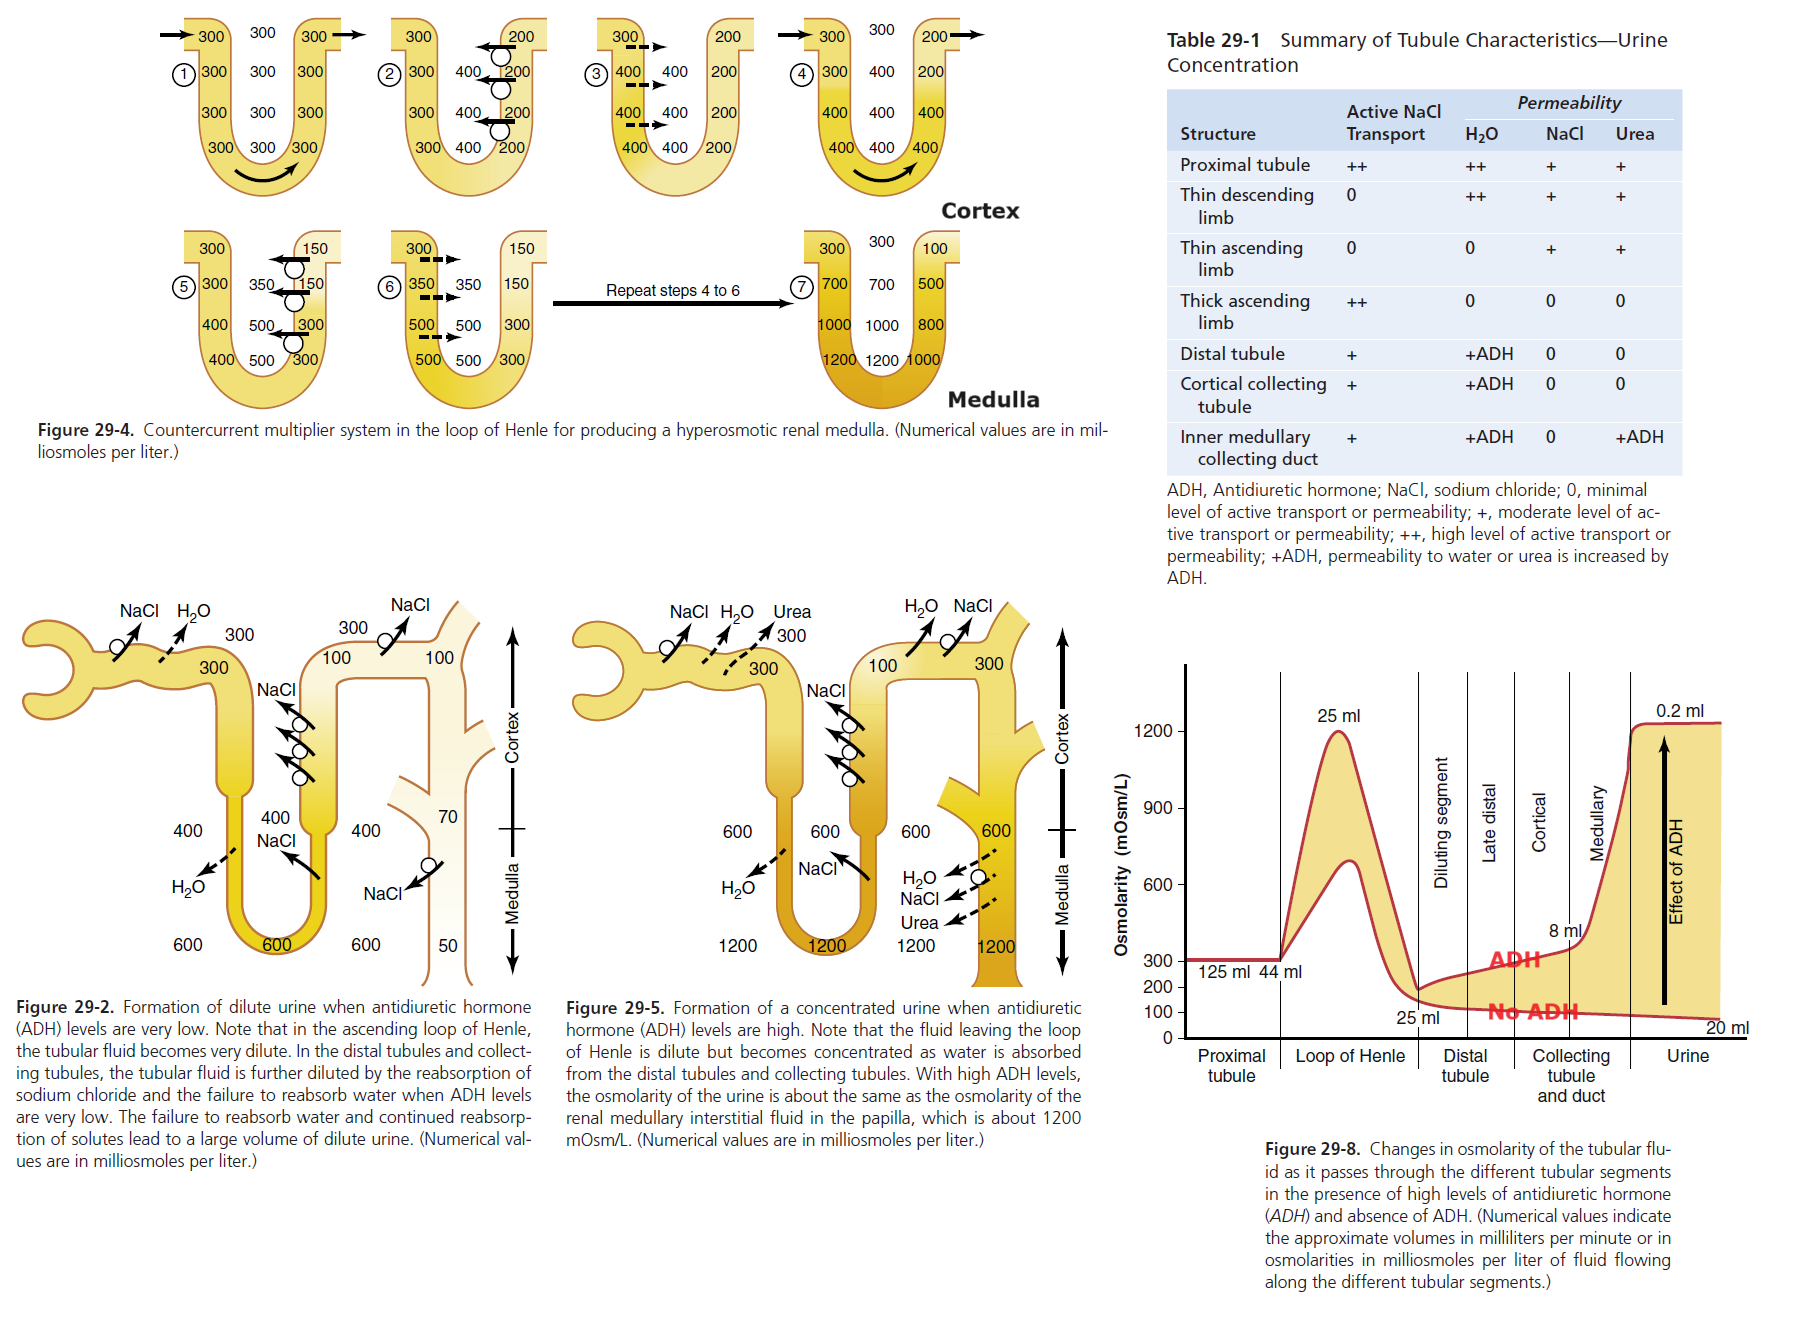 300 300 300 300 200 300 200 300 300 200
1 300 300 300 2 300 400 200 3 400 400 200 4 300 400 200
300 300 300 300 400 200 400 400 200 400 400 400
300 300 300 300 400 200 400 400 200 400 400 400
Cortex
300 150 300 150 300 300 100
5 300 350 150 6 350 350 150 Repeat steps 4 to 6 7 700 700 500
400 500 300 500 500 300 1000 1000 800
400 500 300 500 500 300 1200 1200 1000
Medulla
Figure 29-4. Countercurrent multiplier system in the loop of Henle for producing a hyperosmotic renal medulla. (Numerical values are in mil-
liosmoles per liter.)
Table 29-1 Summary of Tubule Characteristics—Urine
Concentration
Permeability
Active NaCl
Structure Transport H₂O NaCl Urea
Proximal tubule ++ ++ + +
Thin descending 0 ++ + +
limb
Thin ascending 0 0 + +
limb
Thick ascending ++ 0 0 0
limb
Distal tubule + +ADH 0 0
Cortical collecting + +ADH 0 0
tubule
Inner medullary + +ADH 0 +ADH
collecting duct
ADH, Antidiuretic hormone; NaCl, sodium chloride; 0, minimal
level of active transport or permeability; +, moderate level of ac-
tive transport or permeability; ++, high level of active transport or
permeability; +ADH, permeability to water or urea is increased by
ADH.
NaCl H₂O NaCl
300 300
300 100 100
NaCl
Cortex
400 400 400 70
NaCl
H₂O NaCl
Medulla
600 600 600 50
Figure 29-2. Formation of dilute urine when antidiuretic hormone
(ADH) levels are very low. Note that in the ascending loop of Henle,
the tubular fluid becomes very dilute. In the distal tubules and collect-
ing tubules, the tubular fluid is further diluted by the reabsorption of
sodium chloride and the failure to reabsorb water when ADH levels
are very low. The failure to reabsorb water and continued reabsorp-
tion of solutes lead to a large volume of dilute urine. (Numerical val-
ues are in milliosmoles per liter.)
NaCl H₂O Urea H₂O NaCl
300
300 100 300
NaCl
Cortex
600 600 600 600
NaCl
H₂O H₂O
NaCl
Urea
Medulla
1200 1200 1200 1200
Figure 29-5. Formation of a concentrated urine when antidiuretic
hormone (ADH) levels are high. Note that the fluid leaving the loop
of Henle is dilute but becomes concentrated as water is absorbed
from the distal tubules and collecting tubules. With high ADH levels,
the osmolarity of the urine is about the same as the osmolarity of the
renal medullary interstitial fluid in the papilla, which is about 1200
mOsm/L. (Numerical values are in milliosmoles per liter.)
Osmolarity (mOsm/L)
1200
900
600
300
200
100
0
25 ml
0.2 ml
Diluting segment
Late distal
Cortical
Medullary
Effect of ADH
8 ml
ADH
125 ml 44 ml
No ADH
25 ml
20 ml
Proximal Loop of Henle Distal Collecting Urine
tubule tubule tubule
and duct
Figure 29-8. Changes in osmolarity of the tubular flu-
id as it passes through the different tubular segments
in the presence of high levels of antidiuretic hormone
(ADH) and absence of ADH. (Numerical values indicate
the approximate volumes in milliliters per minute or in
osmolarities in milliosmoles per liter of fluid flowing
along the different tubular segments.)